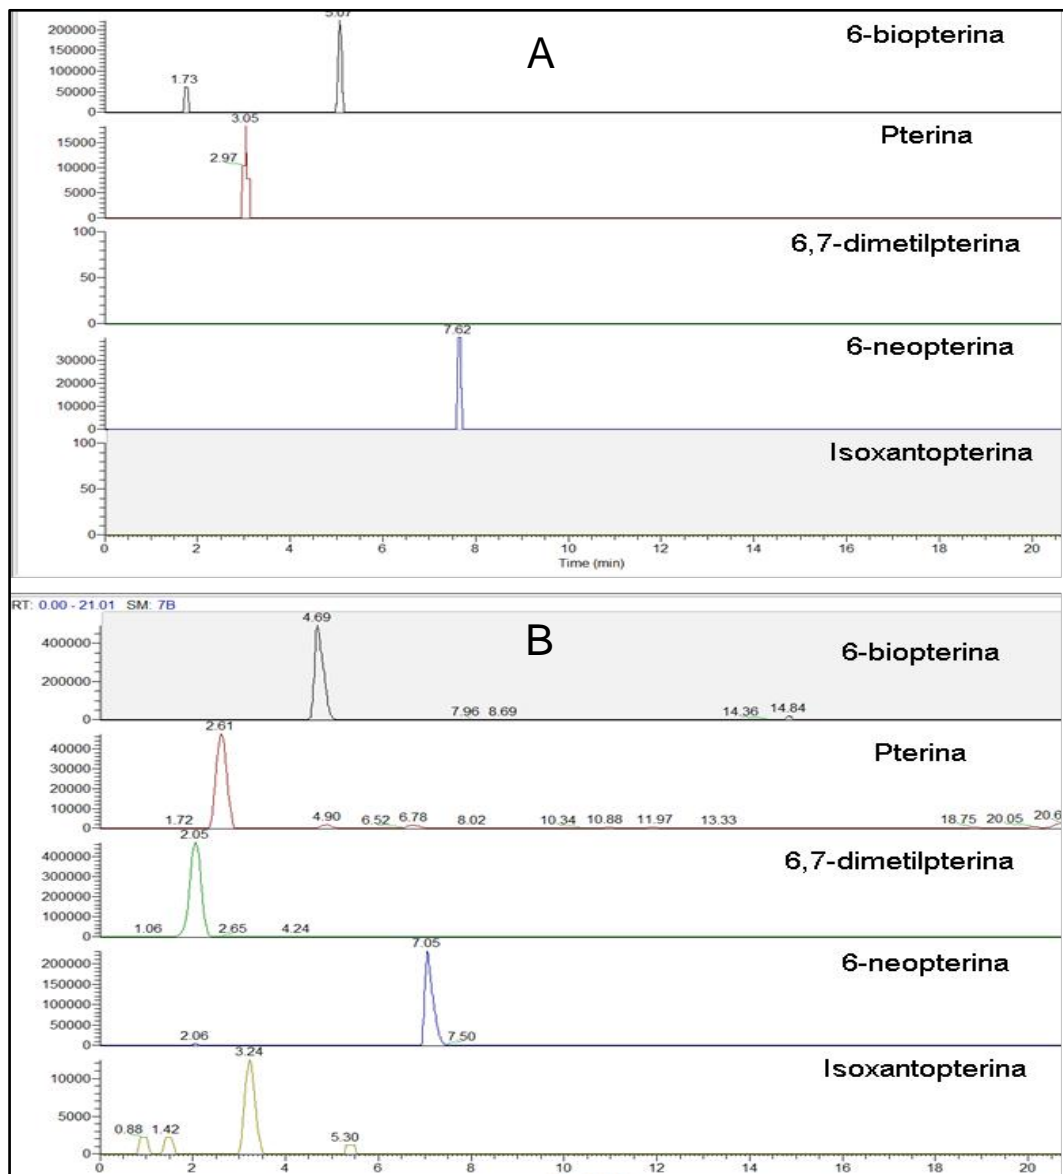 5.07
200000
150000
100000
50000
0
1.73
A
6-biopterina
3.05
15000
10000
5000
0
2.97
Pterina
100
50
0
6,7-dimetilpterina
7.62
30000
20000
10000
0
6-neopterina
100
50
0
Isoxantopterina
0 2 4 6 8 10 12 14 16 18 20
Time (min)
RT: 0.00 - 21.01 SM: 7B
4.69
400000
200000
0
B
6-biopterina
7.96 8.69 14.36 14.84
2.61
40000
30000
20000
10000
0
Pterina
1.72 4.90 6.52 6.78 8.02 10.34 10.88 11.97 13.33 18.75 20.05
2.05
400000
300000
200000
100000
0
6,7-dimetilpterina
1.06 2.65 4.24
7.05
200000
150000
100000
50000
0
6-neopterina
2.06 7.50
3.24
10000
5000
0
Isoxantopterina
0.88 1.42 5.30
0 2 4 6 8 10 12 14 16 18 20